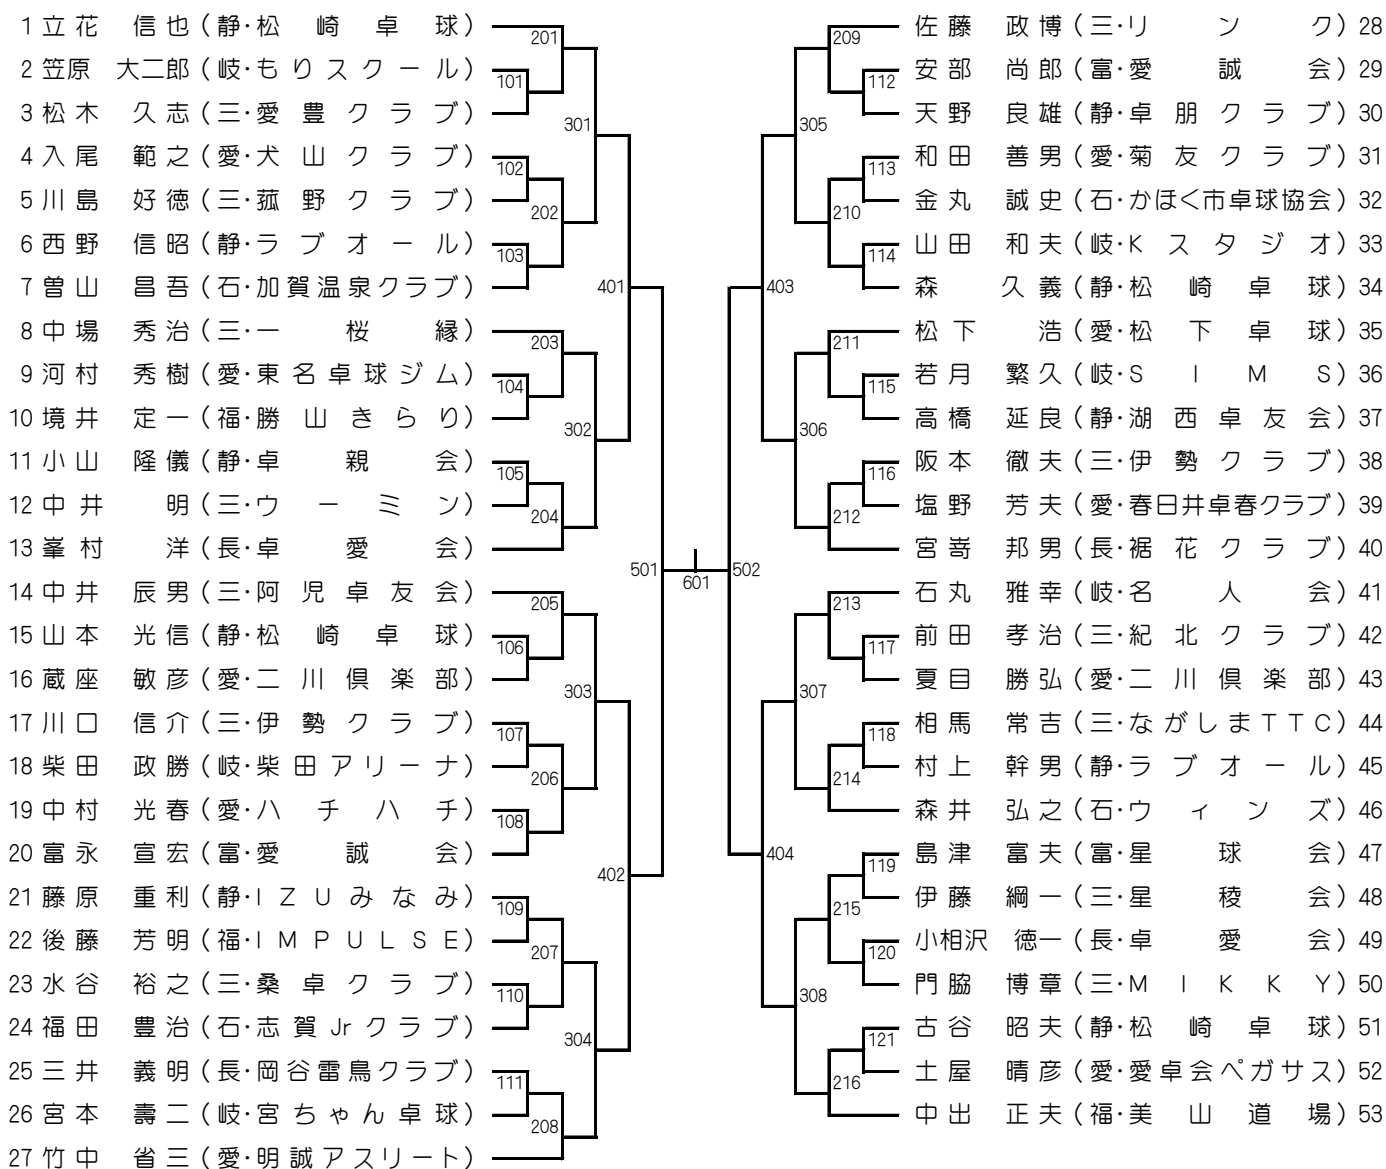 1 立花 信也 (静・松崎卓球)
201
2 笠原 大二郎 (岐・もりスクール)
101
3 松木 久志 (三・愛豊クラブ)
301
4 入尾 範之 (愛・犬山クラブ)
102
5 川島 好徳 (三・菰野クラブ)
202
6 西野 信昭 (静・ラブオール)
103
7 曽山 昌吾 (石・加賀温泉クラブ)
401
8 中場 秀治 (三・一桜縁)
203
9 河村 秀樹 (愛・東名卓球ジム)
104
10 境井 定一 (福・勝山きらり)
302
11 小山 隆儀 (静・卓親会)
105
12 中井 明 (三・ウーミン)
204
13 峯村 洋 (長・卓愛会)
501
601
14 中井 辰男 (三・阿児卓友会)
205
15 山本 光信 (静・松崎卓球)
106
16 蔵座 敏彦 (愛・二川倶楽部)
303
17 川口 信介 (三・伊勢クラブ)
107
18 柴田 政勝 (岐・柴田アリーナ)
206
19 中村 光春 (愛・ハチハチ)
108
20 富永 宣宏 (富・愛誠会)
402
21 藤原 重利 (静・IZUみなみ)
109
22 後藤 芳明 (福・IMPULSE)
207
23 水谷 裕之 (三・桑卓クラブ)
110
24 福田 豊治 (石・志賀Jrクラブ)
304
25 三井 義明 (長・岡谷雷鳥クラブ)
111
26 宮本 壽二 (岐・宮ちゃん卓球)
208
27 竹中 省三 (愛・明誠アスリート)
佐藤 政博 (三・リンク) 28
209
安部 尚郎 (富・愛誠会) 29
112
天野 良雄 (静・卓朋クラブ) 30
305
和田 善男 (愛・菊友クラブ) 31
113
金丸 誠史 (石・かほく市卓球協会) 32
210
山田 和夫 (岐・Kスタジオ) 33
114
森 久義 (静・松崎卓球) 34
403
松下 浩 (愛・松下卓球) 35
211
若月 繁久 (岐・SIMS) 36
115
高橋 延良 (静・湖西卓友会) 37
306
阪本 徹夫 (三・伊勢クラブ) 38
116
塩野 芳夫 (愛・春日井卓春クラブ) 39
212
宮嵜 邦男 (長・裾花クラブ) 40
502
石丸 雅幸 (岐・名人会) 41
213
前田 孝治 (三・紀北クラブ) 42
117
夏目 勝弘 (愛・二川倶楽部) 43
307
相馬 常吉 (三・ながしまTTC) 44
118
村上 幹男 (静・ラブオール) 45
214
森井 弘之 (石・ウィンズ) 46
404
島津 富夫 (富・星球会) 47
119
伊藤 綱一 (三・星稜会) 48
215
小相沢 徳一 (長・卓愛会) 49
120
門脇 博章 (三・MIKKY) 50
308
古谷 昭夫 (静・松崎卓球) 51
121
土屋 晴彦 (愛・愛卓会ペガサス) 52
216
中出 正夫 (福・美山道場) 53